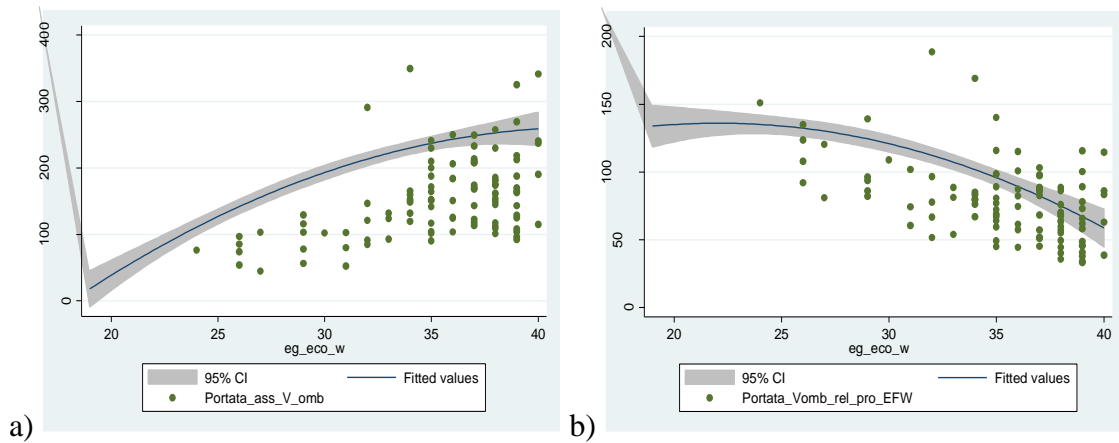 400
300
200
100
0
20 25 30 35 40
eg_eco_w
95% CI Fitted values
Portata_ass_V_omb
a)
200
150
100
50
0
20 25 30 35 40
eg_eco_w
95% CI Fitted values
Portata_Vomb_rel_pro_EFW
b)